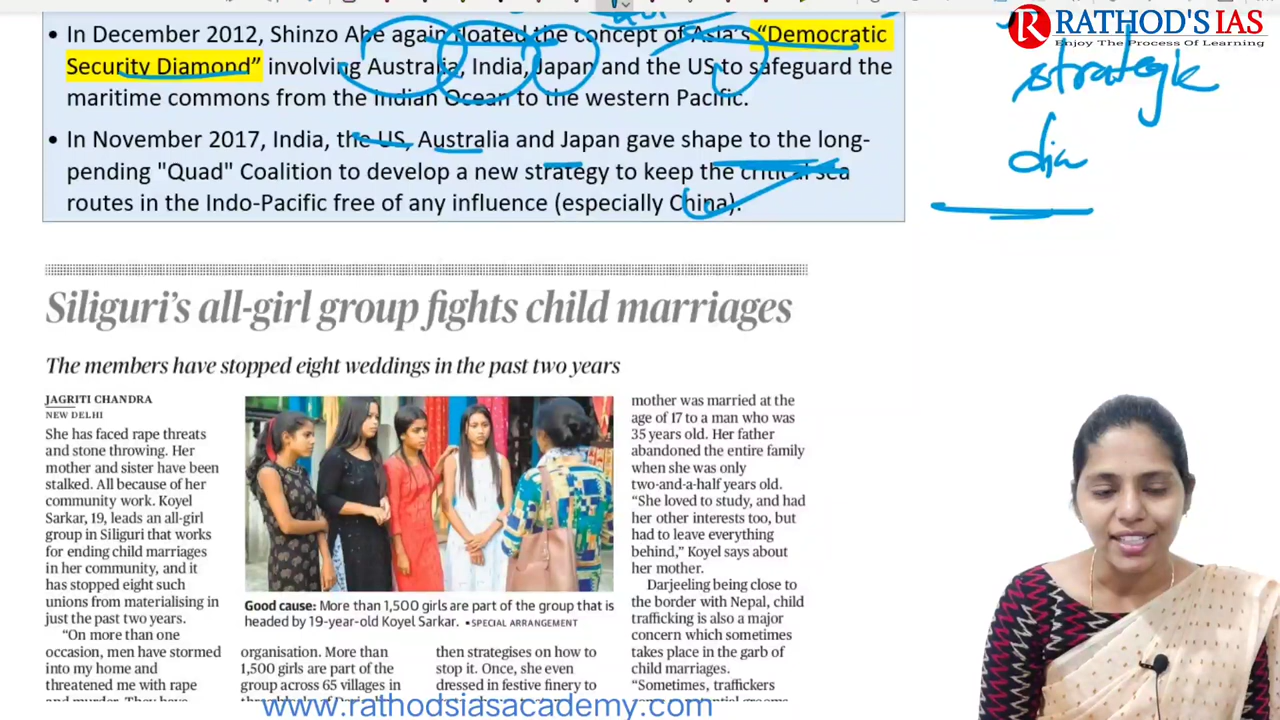 • In December 2012, Shinzo Abe again floated the concept of Asia's "Democratic
Security Diamond" involving Australia, India, Japan and the US to safeguard the
maritime commons from the Indian Ocean to the western Pacific.
• In November 2017, India, the US, Australia and Japan gave shape to the long-
pending "Quad" Coalition to develop a new strategy to keep the critical sea
routes in the Indo-Pacific free of any influence (especially China).
RATHOD'S IAS
Enjoy The Process Of Learning
strategic
dia
Siliguri's all-girl group fights child marriages
The members have stopped eight weddings in the past two years
JAGRITI CHANDRA
NEW DELHI
She has faced rape threats
and stone throwing. Her
mother and sister have been
stalked. All because of her
community work. Koyel
Sarkar, 19, leads an all-girl
group in Siliguri that works
for ending child marriages
in her community, and it
has stopped eight such
unions from materialising in
just the past two years.
"On more than one
occasion, men have stormed
into my home and
threatened me with rape
and murder. They have
Good cause: More than 1,500 girls are part of the group that is
headed by 19-year-old Koyel Sarkar. •SPECIAL ARRANGEMENT
organisation. More than
1,500 girls are part of the
group across 65 villages in
then strategises on how to
stop it. Once, she even
dressed in festive finery to
mother was married at the
age of 17 to a man who was
35 years old. Her father
abandoned the entire family
when she was only
two-and-a-half years old.
"She loved to study, and had
her other interests too, but
had to leave everything
behind," Koyel says about
her mother.
Darjeeling being close to
the border with Nepal, child
trafficking is also a major
concern which sometimes
takes place in the garb of
child marriages.
"Sometimes, traffickers
www.rathodsiasacademy.com